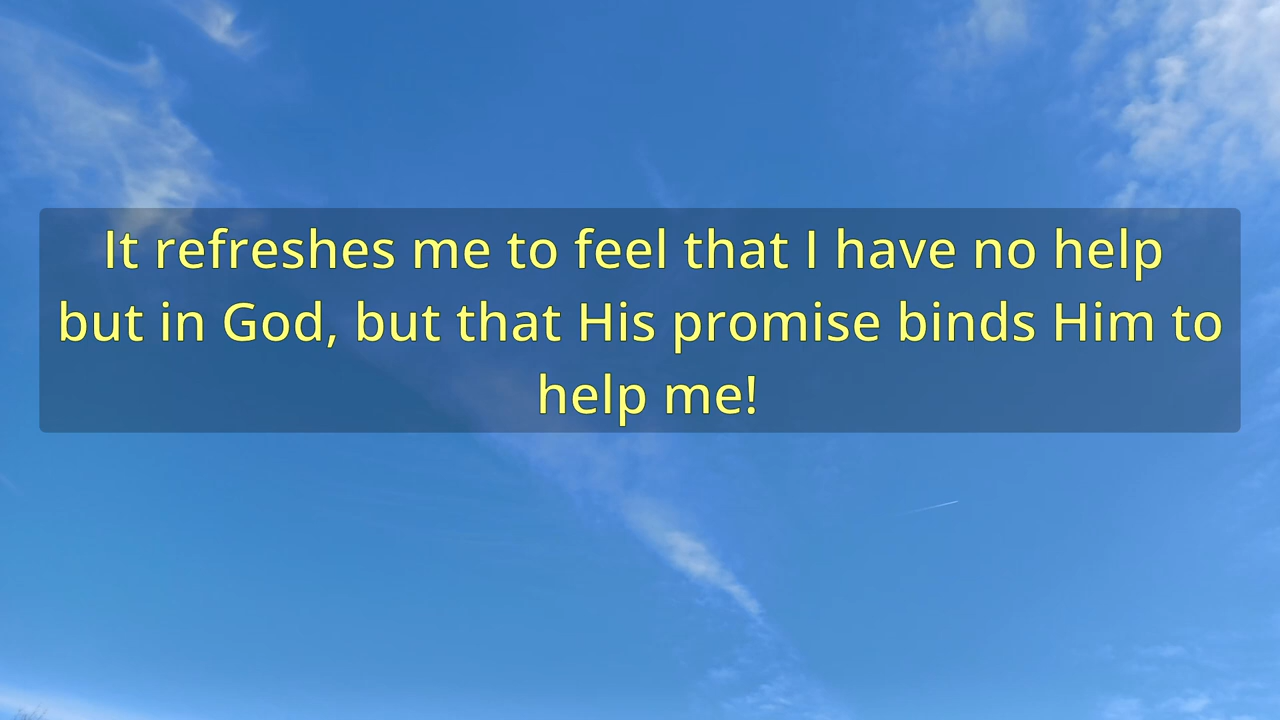 It refreshes me to feel that I have no help
but in God, but that His promise binds Him to
help me!